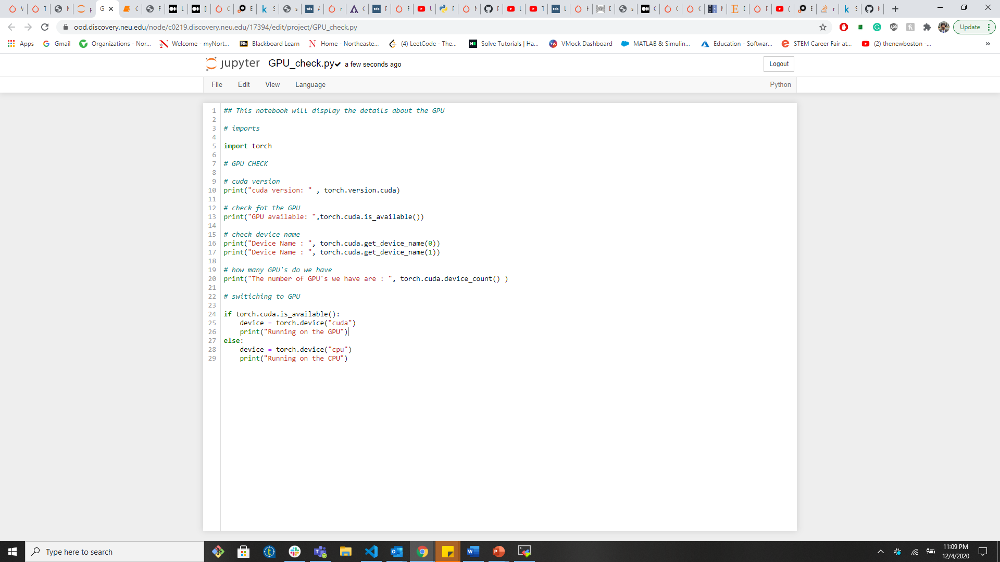 ood.discovery.neu.edu/node/c0219.discovery.neu.edu/17394/edit/project/GPU_check.py
Update
Apps
Gmail
Organizations - Nor...
Welcome - myNort...
Blackboard Learn
Home - Northeaste...
(4) LeetCode - The...
Solve Tutorials | Ha...
VMock Dashboard
MATLAB & Simulin...
Education - Softwar...
STEM Career Fair at...
(2) thenewboston -...
»
jupyter GPU_check.py✔ a few seconds ago
Logout
File Edit View Language
Python
1 ## This notebook will display the details about the GPU
2
3 # imports
4
5 import torch
6
7 # GPU CHECK
8
9 # cuda version
10 print("cuda version: " , torch.version.cuda)
11
12 # check fot the GPU
13 print("GPU available: ",torch.cuda.is_available())
14
15 # check device name
16 print("Device Name : ", torch.cuda.get_device_name(0))
17 print("Device Name : ", torch.cuda.get_device_name(1))
18
19 # how many GPU's do we have
20 print("The number of GPU's we have are : ", torch.cuda.device_count() )
21
22 # switiching to GPU
23
24 if torch.cuda.is_available():
25 device = torch.device("cuda")
26 print("Running on the GPU")
27 else:
28 device = torch.device("cpu")
29 print("Running on the CPU")
Type here to search
11:09 PM
12/4/2020